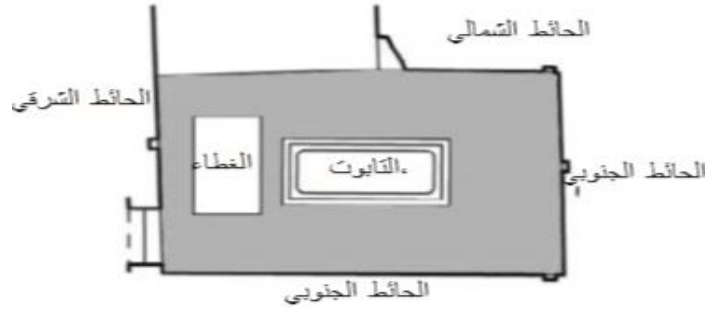 الحائط الشمالي
الحائط الشرقي
الغطاء
التابوت،
الحائط الجنوبي
الحائط الجنوبي